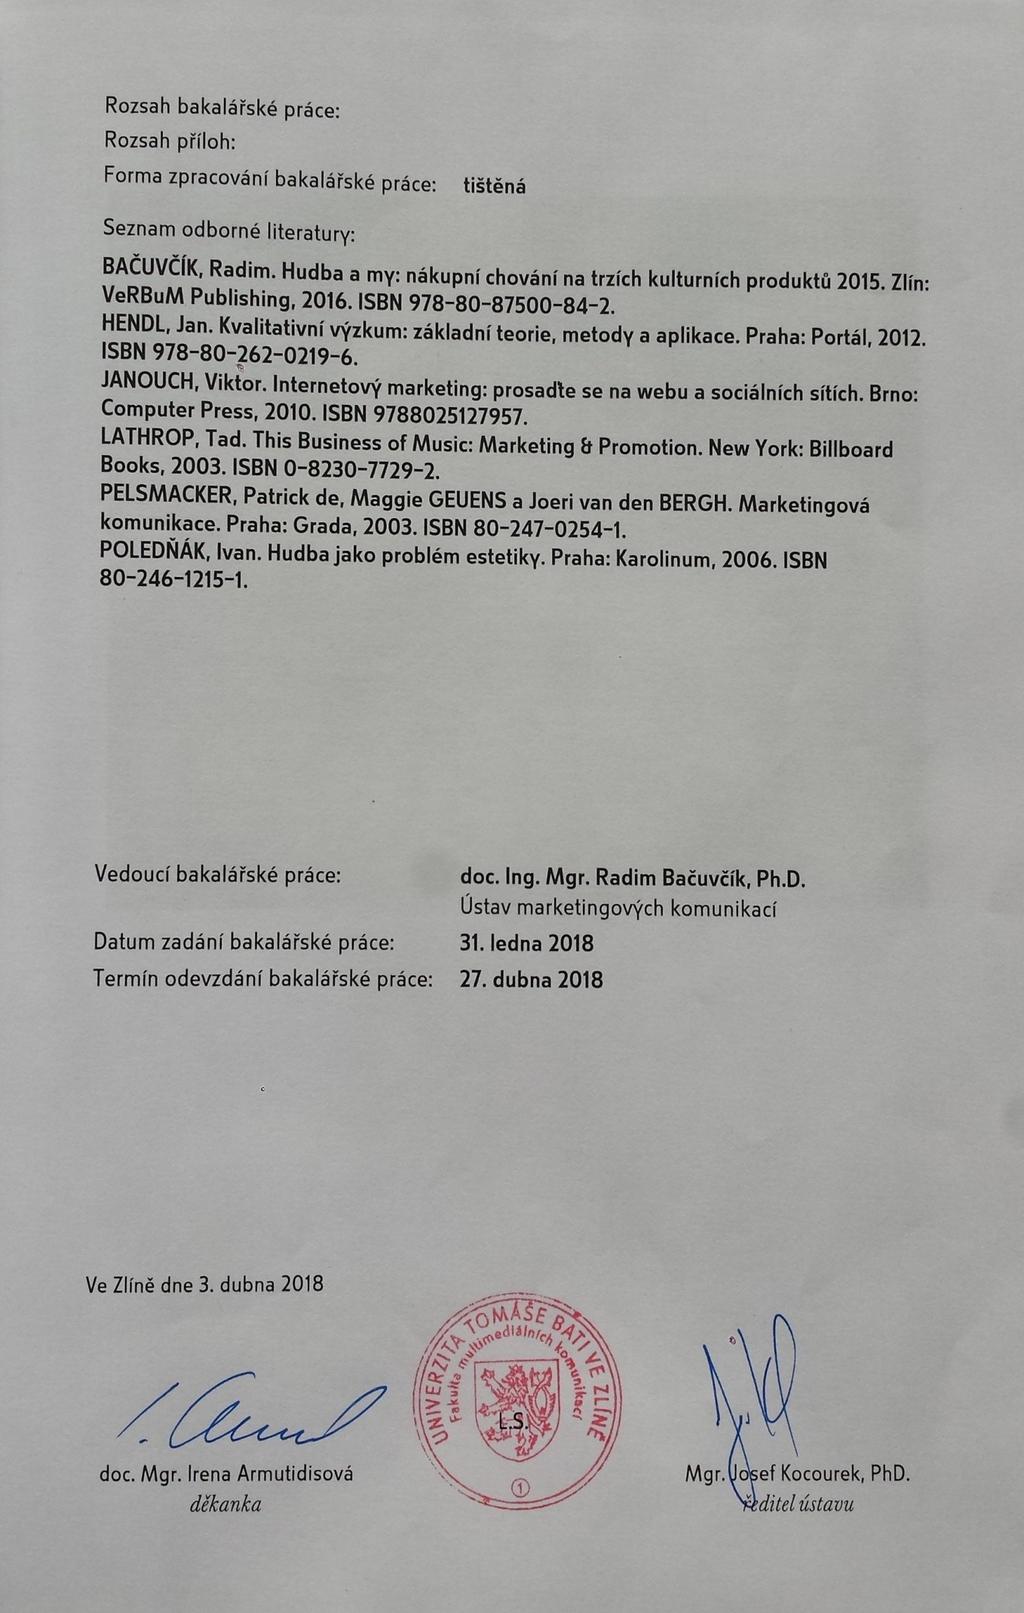 Rozsah bakalářské práce:
Rozsah příloh:
Forma zpracování bakalářské práce: tištěná
Seznam odborné literatury:
BAČUVČÍK, Radim. Hudba a my: nákupní chování na trzích kulturních produktů 2015. Zlín:
VeRBuM Publishing, 2016. ISBN 978-80-87500-84-2.
HENDL, Jan. Kvalitativní výzkum: základní teorie, metody a aplikace. Praha: Portál, 2012.
ISBN 978-80-262-0219-6.
JANOUCH, Viktor. Internetový marketing: prosaďte se na webu a sociálních sítích. Brno:
Computer Press, 2010. ISBN 9788025127957.
LATHROP, Tad. This Business of Music: Marketing & Promotion. New York: Billboard
Books, 2003. ISBN 0-8230-7729-2.
PELSMACKER, Patrick de, Maggie GEUENS a Joeri van den BERGH. Marketingová
komunikace. Praha: Grada, 2003. ISBN 80-247-0254-1.
POLEDŇÁK, Ivan. Hudba jako problém estetiky. Praha: Karolinum, 2006. ISBN
80-246-1215-1.
Vedoucí bakalářské práce: doc. Ing. Mgr. Radim Bačuvčík, Ph.D.
Ústav marketingových komunikací
Datum zadání bakalářské práce: 31. ledna 2018
Termín odevzdání bakalářské práce: 27. dubna 2018
Ve Zlíně dne 3. dubna 2018
UNIVERZITA TOMÁŠE BATI VE ZLÍNĚ
Fakulta multimediálních komunikací
L.S.
1
doc. Mgr. Irena Armutidisová
děkanka
Mgr. Josef Kocourek, PhD.
ředitel ústavu